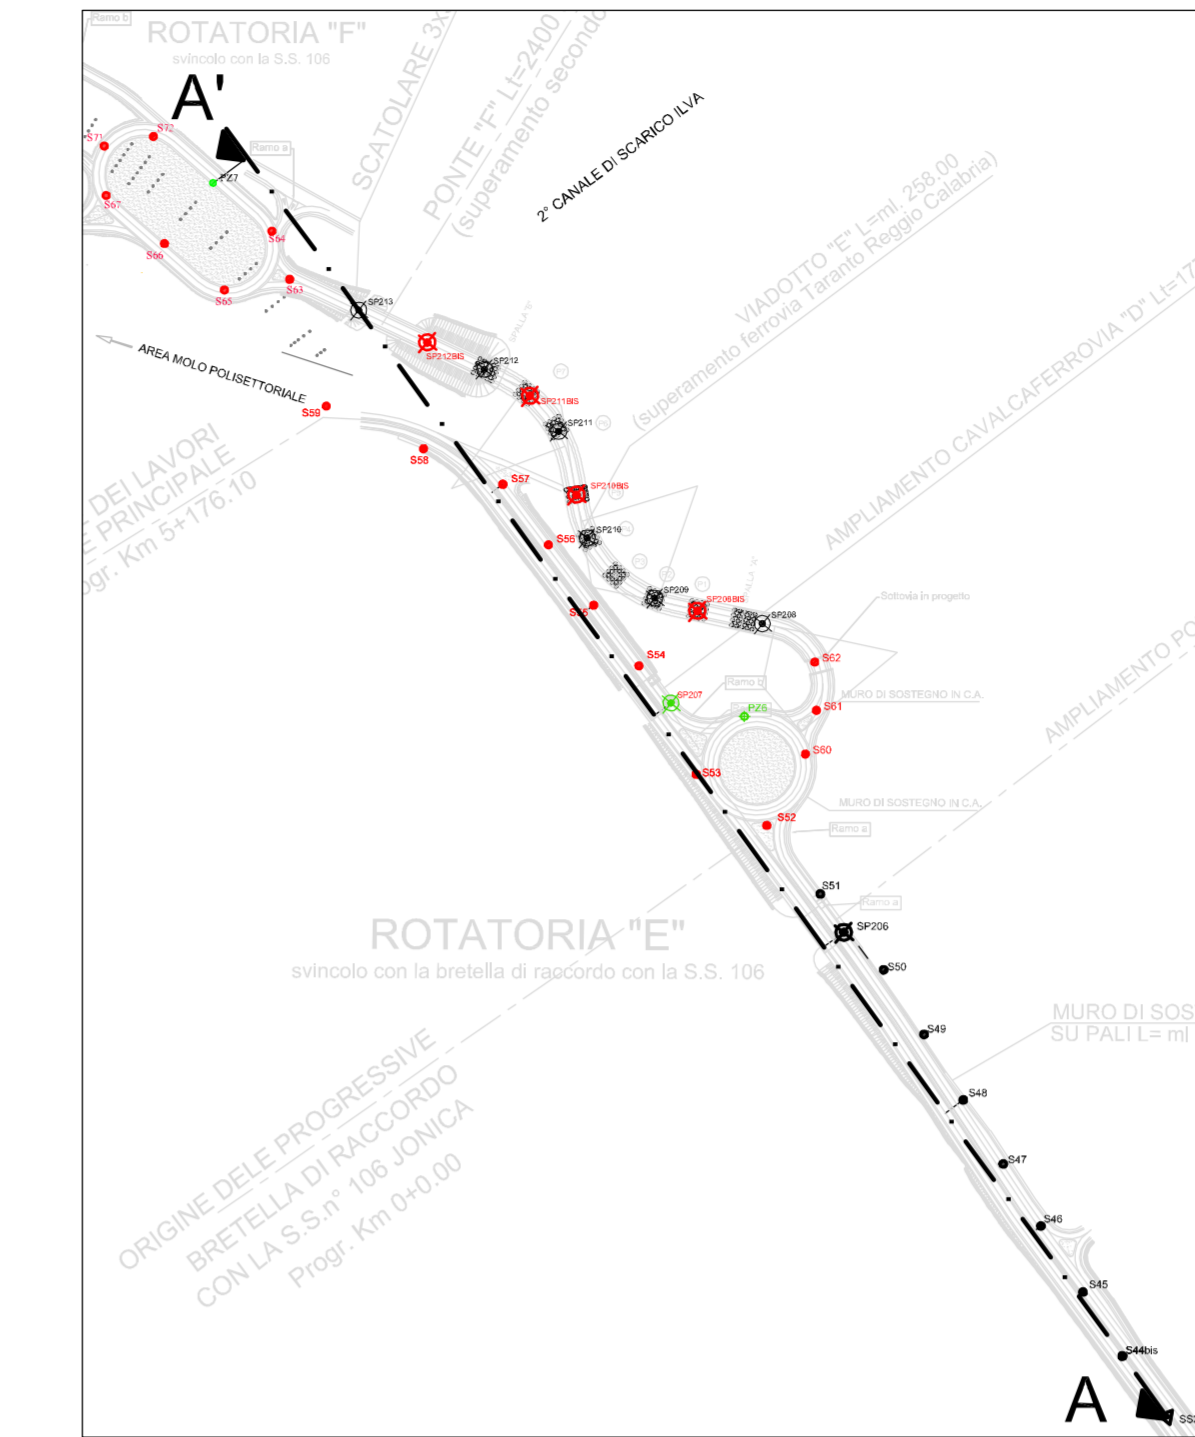 Ramo b
ROTATORIA "F"
svincolo con la S.S. 106
A'
SCATOLARE
PONTE "F" Lt=2400
(superamento secondo
2° CANALE DI SCARICO ILVA
S71
S72
Ramo a
PZ7
S67
S64
S66
S63
S65
VIADOTTO "E" L=ml. 258.00
(superamento ferrovia Taranto Reggio Calabria)
SP213
SP212BIS
SPALLA
SP212
AREA MOLO POLISETTORIALE
SP211BIS
S59
SP211
S58
DEI LAVORI
E PRINCIPALE
Progr. Km 5+176.10
AMPLIAMENTO CAVALCAFERROVIA "D" Lt=17
S57
SP210BIS
S56
SP210
P1
SP209
SP208BIS
SP208
Sottovia in progetto
S55
S54
S62
Ramo b
SP207
MURO DI SOSTEGNO IN C.A.
PZ6
S61
AMPLIAMENTO PO
S60
S53
MURO DI SOSTEGNO IN C.A.
S52
Ramo a
S51
Ramo a
ROTATORIA "E"
svincolo con la bretella di raccordo con la S.S. 106
SP206
S50
MURO DI SOS
SU PALI L= ml
S49
S48
ORIGINE DELE PROGRESSIVE
BRETELLA DI RACCORDO
CON LA S.S.n° 106 JONICA
Progr. Km 0+0.00
S47
S46
S45
S44bis
A